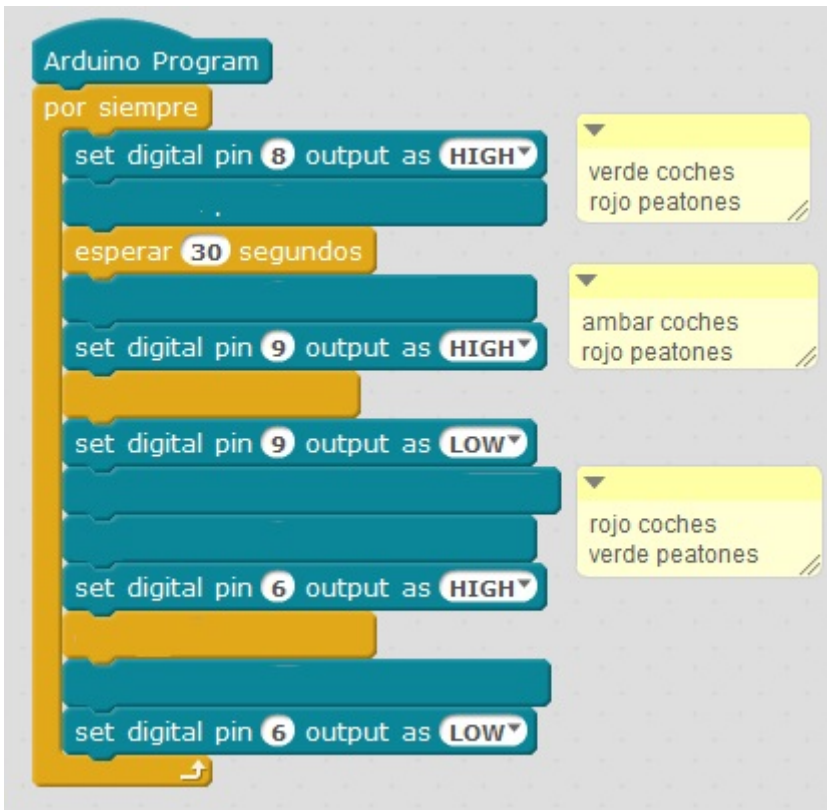 Arduino Program
por siempre
set digital pin 8 output as HIGH
verde coches
rojo peatones
esperar 30 segundos
ambar coches
rojo peatones
set digital pin 9 output as HIGH
set digital pin 9 output as LOW
rojo coches
verde peatones
set digital pin 6 output as HIGH
set digital pin 6 output as LOW